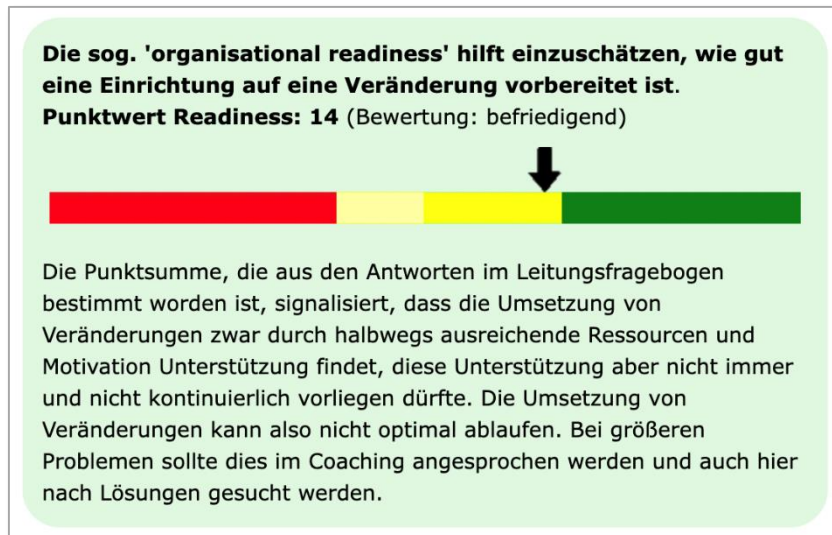 Die sog. 'organisational readiness' hilft einzuschätzen, wie gut
eine Einrichtung auf eine Veränderung vorbereitet ist.
Punktwert Readiness: 14 (Bewertung: befriedigend)
Die Punktsumme, die aus den Antworten im Leitungsfragebogen
bestimmt worden ist, signalisiert, dass die Umsetzung von
Veränderungen zwar durch halbwegs ausreichende Ressourcen und
Motivation Unterstützung findet, diese Unterstützung aber nicht immer
und nicht kontinuierlich vorliegen dürfte. Die Umsetzung von
Veränderungen kann also nicht optimal ablaufen. Bei größeren
Problemen sollte dies im Coaching angesprochen werden und auch hier
nach Lösungen gesucht werden.